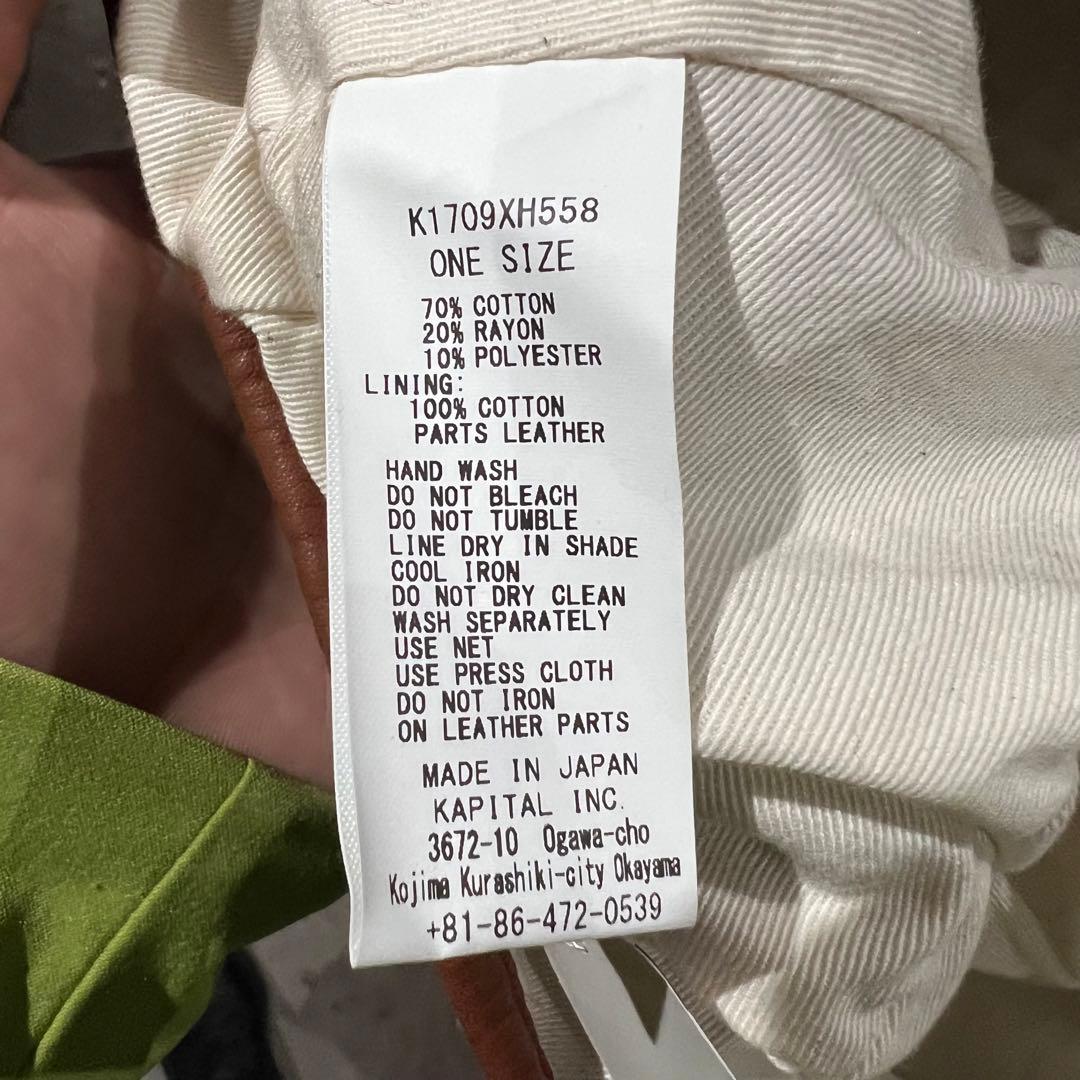 K1709XH558
ONE SIZE
70% COTTON
20% RAYON
10% POLYESTER
LINING:
100% COTTON
PARTS LEATHER
HAND WASH
DO NOT BLEACH
DO NOT TUMBLE
LINE DRY IN SHADE
COOL IRON
DO NOT DRY CLEAN
WASH SEPARATELY
USE NET
USE PRESS CLOTH
DO NOT IRON
ON LEATHER PARTS
MADE IN JAPAN
KAPITAL INC.
3672-10 Ogawa-cho
Kojima Kurashiki-city Okayama
+81-86-472-0539